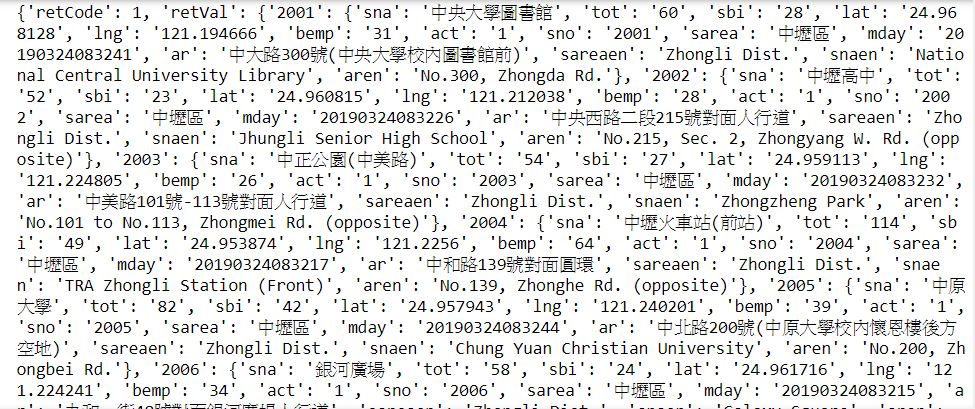 {'retCode': 1, 'retVal': {'2001': {'sna': '中央大學圖書館', 'tot': '60', 'sbi': '28', 'lat': '24.96
8128', 'lng': '121.194666', 'bemp': '31', 'act': '1', 'sno': '2001', 'sarea': '中壢區', 'mday': '2
0190324083241', 'ar': '中大路300號(中央大學校內圖書館前)', 'sareaen': 'Zhongli Dist.', 'snaen': 'Natio
nal Central University Library', 'aren': 'No.300, Zhongda Rd.'}, '2002': {'sna': '中壢高中', 'tot':
'52', 'sbi': '23', 'lat': '24.960815', 'lng': '121.212038', 'bemp': '28', 'act': '1', 'sno': '200
2', 'sarea': '中壢區', 'mday': '20190324083226', 'ar': '中央西路二段215號對面人行道', 'sareaen': 'Zho
ngli Dist.', 'snaen': 'Jhungli Senior High School', 'aren': 'No.215, Sec. 2, Zhongyang W. Rd. (opp
osite)'}, '2003': {'sna': '中正公園(中美路)', 'tot': '54', 'sbi': '27', 'lat': '24.959113', 'lng':
'121.224805', 'bemp': '26', 'act': '1', 'sno': '2003', 'sarea': '中壢區', 'mday': '20190324083232',
'ar': '中美路101號-113號對面人行道', 'sareaen': 'Zhongli Dist.', 'snaen': 'Zhongzheng Park', 'aren':
'No.101 to No.113, Zhongmei Rd. (opposite)'}, '2004': {'sna': '中壢火車站(前站)', 'tot': '114', 'sb
i': '49', 'lat': '24.953874', 'lng': '121.2256', 'bemp': '64', 'act': '1', 'sno': '2004', 'sarea':
'中壢區', 'mday': '20190324083217', 'ar': '中和路139號對面圓環', 'sareaen': 'Zhongli Dist.', 'snae
n': 'TRA Zhongli Station (Front)', 'aren': 'No.139, Zhonghe Rd. (opposite)'}, '2005': {'sna': '中原
大學', 'tot': '82', 'sbi': '42', 'lat': '24.957943', 'lng': '121.240201', 'bemp': '39', 'act': '1',
'sno': '2005', 'sarea': '中壢區', 'mday': '20190324083244', 'ar': '中北路200號(中原大學校內懷恩樓後方
空地)', 'sareaen': 'Zhongli Dist.', 'snaen': 'Chung Yuan Christian University', 'aren': 'No.200, Zh
ongbei Rd.'}, '2006': {'sna': '銀河廣場', 'tot': '58', 'sbi': '24', 'lat': '24.961716', 'lng': '12
1.224241', 'bemp': '34', 'act': '1', 'sno': '2006', 'sarea': '中壢區', 'mday': '20190324083215', 'a